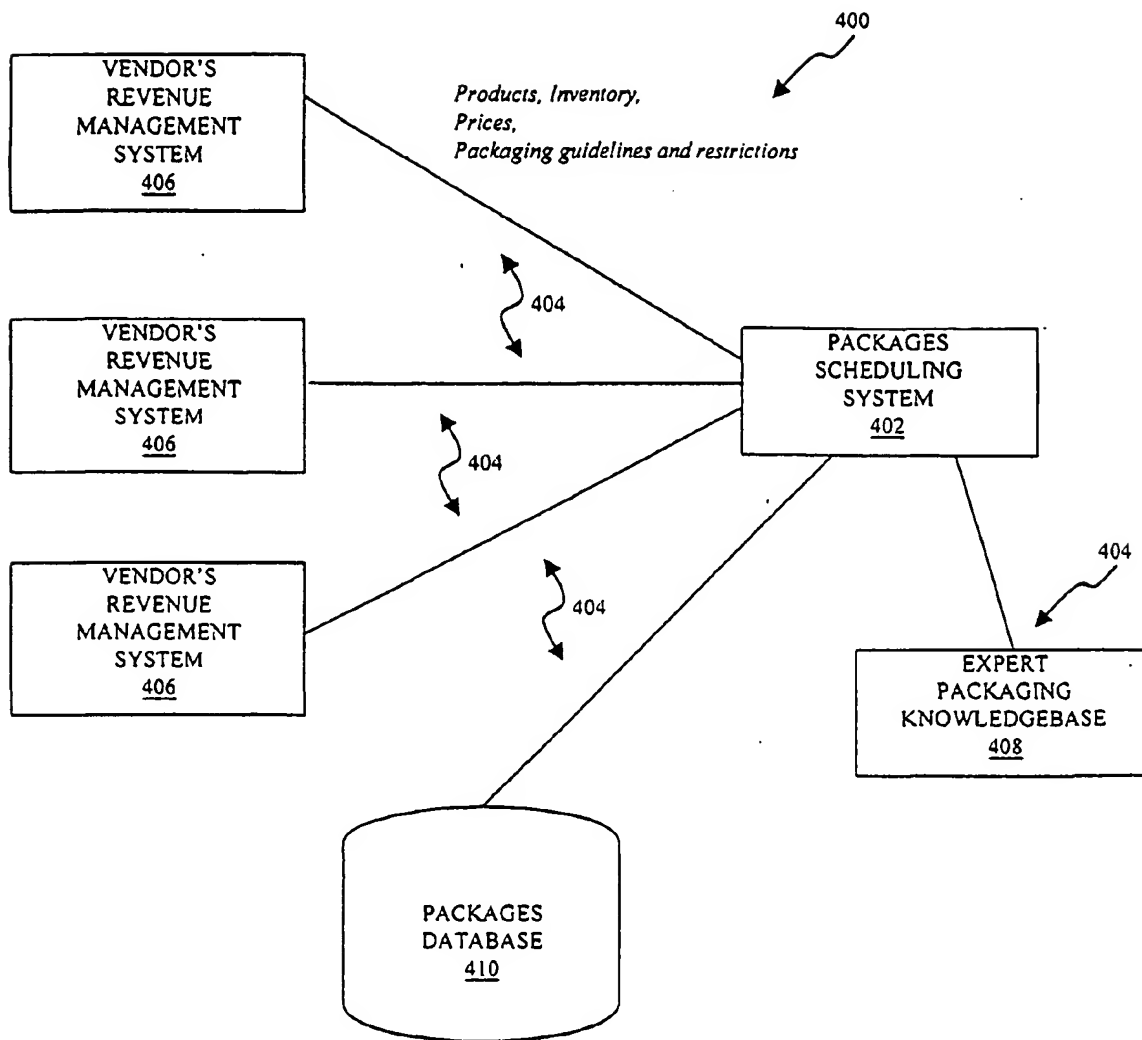 400
VENDOR'S
REVENUE
MANAGEMENT
SYSTEM
406
Products, Inventory,
Prices,
Packaging guidelines and restrictions
404
VENDOR'S
REVENUE
MANAGEMENT
SYSTEM
406
PACKAGES
SCHEDULING
SYSTEM
402
404
VENDOR'S
REVENUE
MANAGEMENT
SYSTEM
406
404
404
EXPERT
PACKAGING
KNOWLEDGEBASE
408
PACKAGES
DATABASE
410